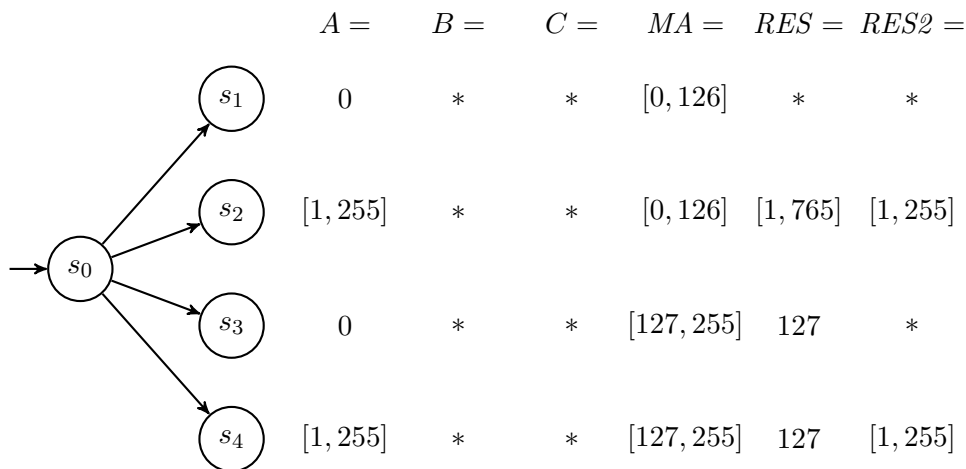 A = B = C = MA = RES = RES2 =
s1 0 * * [0, 126] * *
s2 [1, 255] * * [0, 126] [1, 765] [1, 255]
s0
s3 0 * * [127, 255] 127 *
s4 [1, 255] * * [127, 255] 127 [1, 255]